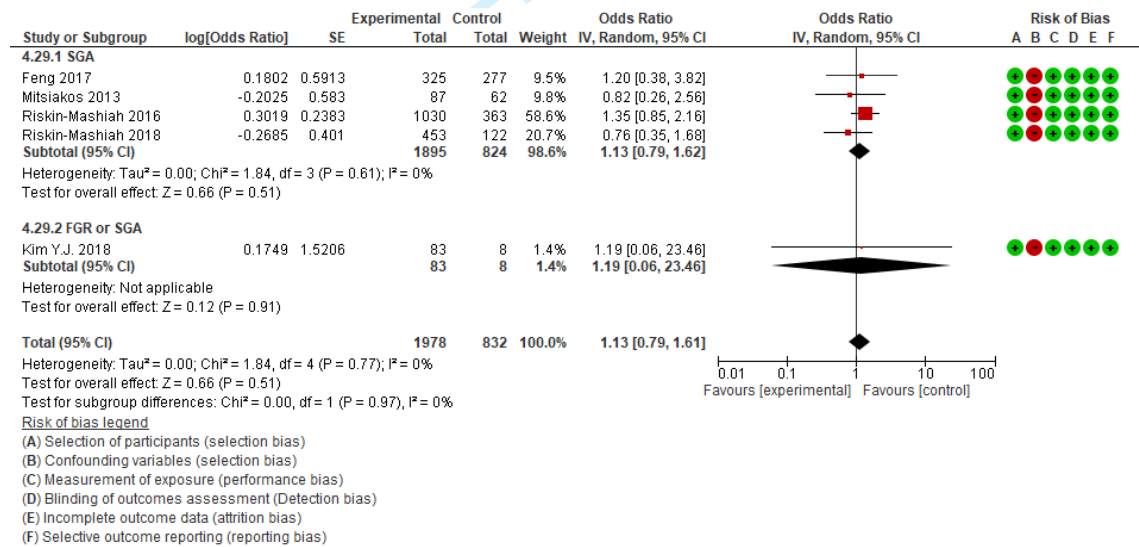 Experimental Control Odds Ratio Odds Ratio Risk of Bias
Study or Subgroup log[Odds Ratio] SE Total Total Weight IV, Random, 95% CI IV, Random, 95% CI A B C D E F
4.29.1 SGA
Feng 2017 0.1802 0.5913 325 277 9.5% 1.20 [0.38, 3.82] + - + + + +
Mitsiakos 2013 -0.2025 0.583 87 62 9.8% 0.82 [0.26, 2.56] + - + + + +
Riskin-Mashiah 2016 0.3019 0.2383 1030 363 58.6% 1.35 [0.85, 2.16] + - + + + +
Riskin-Mashiah 2018 -0.2685 0.401 453 122 20.7% 0.76 [0.35, 1.68] + - + + + +
Subtotal (95% CI) 1895 824 98.6% 1.13 [0.79, 1.62]
Heterogeneity: Tau² = 0.00; Chi² = 1.84, df = 3 (P = 0.61); I² = 0%
Test for overall effect: Z = 0.66 (P = 0.51)
4.29.2 FGR or SGA
Kim Y.J. 2018 0.1749 1.5206 83 8 1.4% 1.19 [0.06, 23.46] + - + + + +
Subtotal (95% CI) 83 8 1.4% 1.19 [0.06, 23.46]
Heterogeneity: Not applicable
Test for overall effect: Z = 0.12 (P = 0.91)
Total (95% CI) 1978 832 100.0% 1.13 [0.79, 1.61]
Heterogeneity: Tau² = 0.00; Chi² = 1.84, df = 4 (P = 0.77); I² = 0%
Test for overall effect: Z = 0.66 (P = 0.51)
Test for subgroup differences: Chi² = 0.00, df = 1 (P = 0.97), I² = 0%
0.01 0.1 1 10 100
Favours [experimental] Favours [control]
Risk of bias legend
(A) Selection of participants (selection bias)
(B) Confounding variables (selection bias)
(C) Measurement of exposure (performance bias)
(D) Blinding of outcomes assessment (Detection bias)
(E) Incomplete outcome data (attrition bias)
(F) Selective outcome reporting (reporting bias)